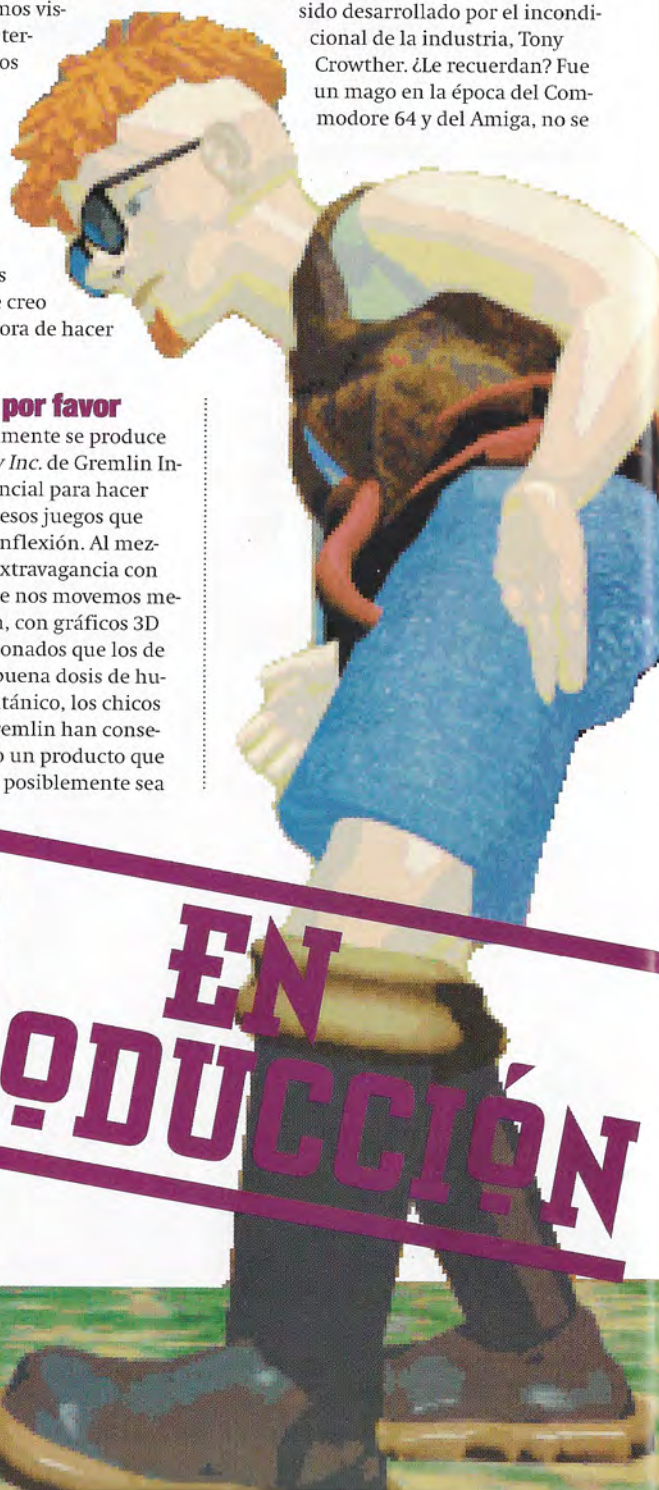 mos vis-
ter-
os
s
e creo
ora de hacer
por favor
mente se produce
y Inc. de Gremlin In-
ncial para hacer
esos juegos que
nflexión. Al mez-
xtravagancia con
e nos movemos me-
n, con gráficos 3D
onados que los de
buena dosis de hu-
tánico, los chicos
remlin han conse-
o un producto que
posiblemente sea
sido desarrollado por el incondi-
cional de la industria, Tony
Crowther. ¿Le recuerdan? Fue
un mago en la época del Com-
modore 64 y del Amiga, no se
EN
ODUCCIÓN